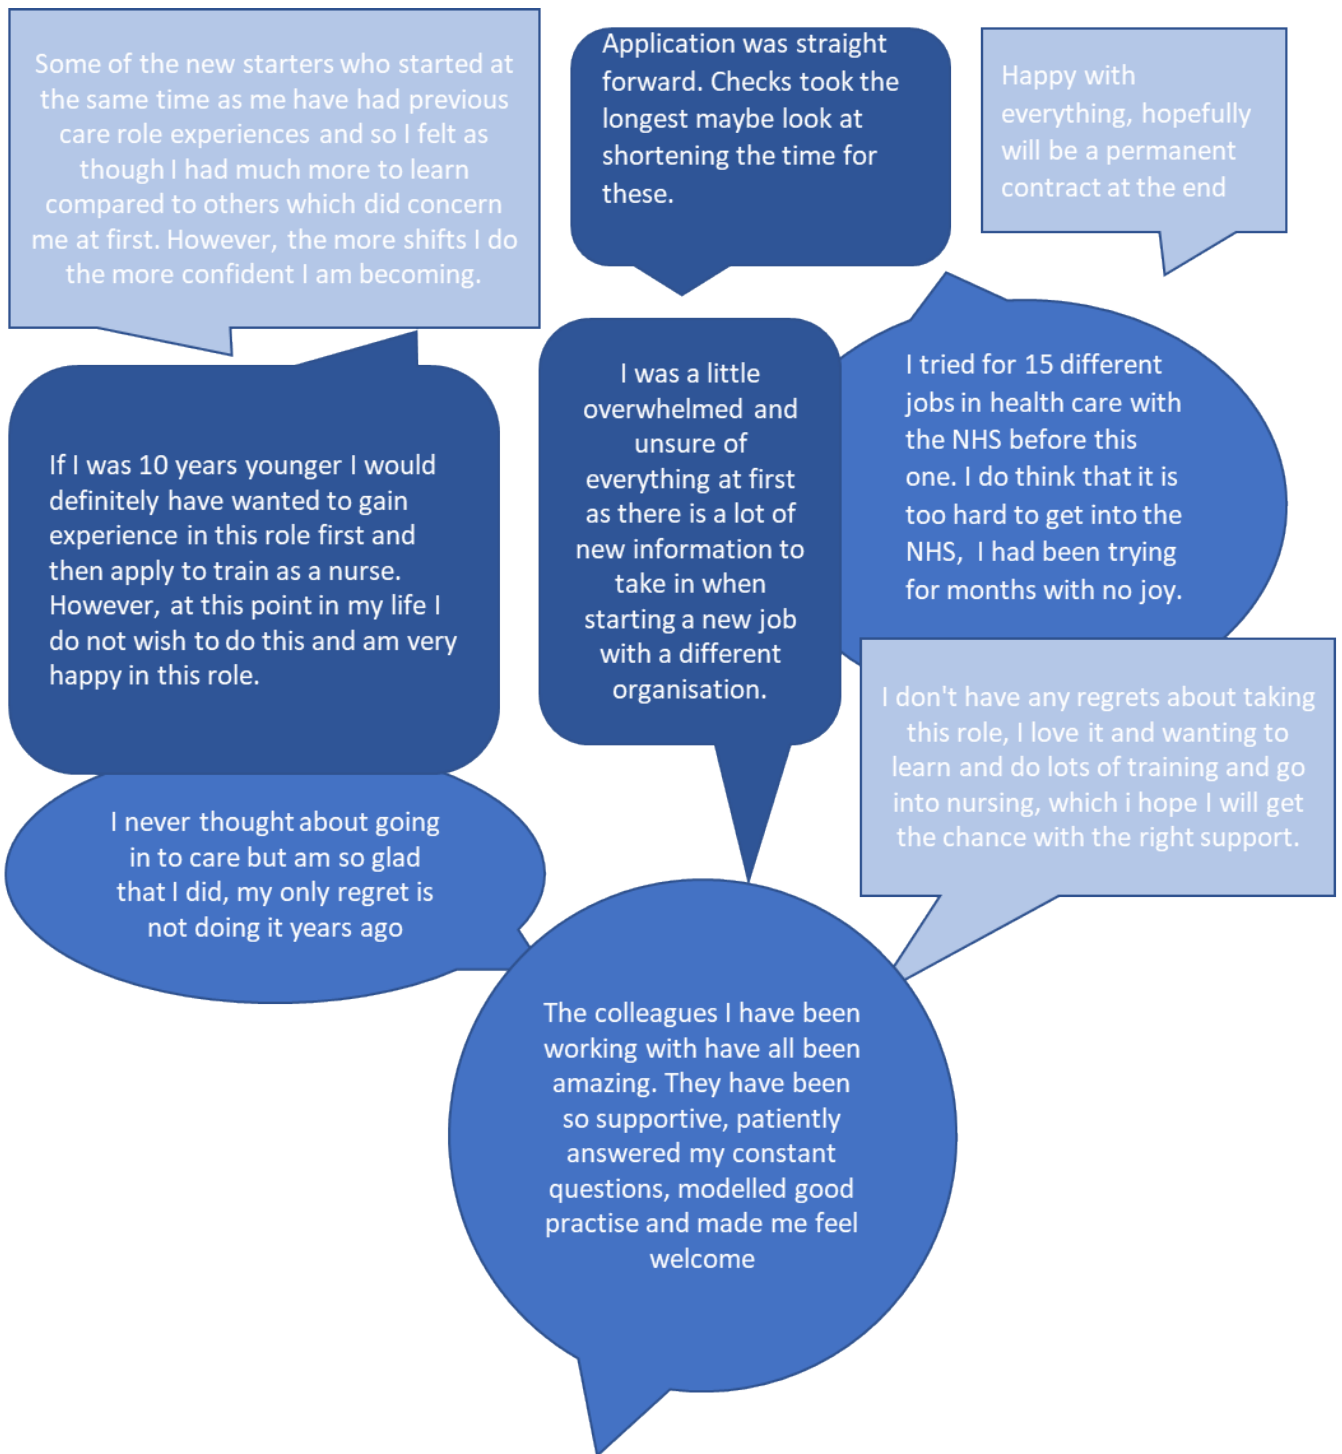 Some of the new starters who started at
the same time as me have had previous
care role experiences and so I felt as
though I had much more to learn
compared to others which did concern
me at first. However, the more shifts I do
the more confident I am becoming.
Application was straight
forward. Checks took the
longest maybe look at
shortening the time for
these.
Happy with
everything, hopefully
will be a permanent
contract at the end
If I was 10 years younger I would
definitely have wanted to gain
experience in this role first and
then apply to train as a nurse.
However, at this point in my life I
do not wish to do this and am very
happy in this role.
I was a little
overwhelmed and
unsure of
everything at first
as there is a lot of
new information to
take in when
starting a new job
with a different
organisation.
I tried for 15 different
jobs in health care with
the NHS before this
one. I do think that it is
too hard to get into the
NHS, I had been trying
for months with no joy.
I don't have any regrets about taking
this role, I love it and wanting to
learn and do lots of training and go
into nursing, which i hope I will get
the chance with the right support.
I never thought about going
in to care but am so glad
that I did, my only regret is
not doing it years ago
The colleagues I have been
working with have all been
amazing. They have been
so supportive, patiently
answered my constant
questions, modelled good
practise and made me feel
welcome